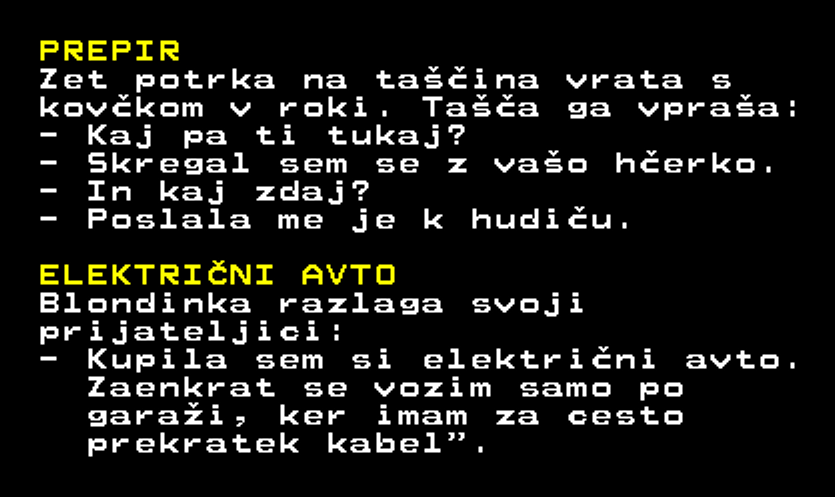 PREPIR
Zet potrka na taščina vrata s
kovčkom v roki. Tašča ga vpraša:
- Kaj pa ti tukaj?
- Skregal sem se z vašo hčerko.
- In kaj zdaj?
- Poslala me je k hudiču.
ELEKTRIČNI AVTO
Blondinka razlaga svoji
prijateljici:
- Kupila sem si električni avto.
Zaenkrat se vozim samo po
garaži, ker imam za cesto
prekratek kabel”.